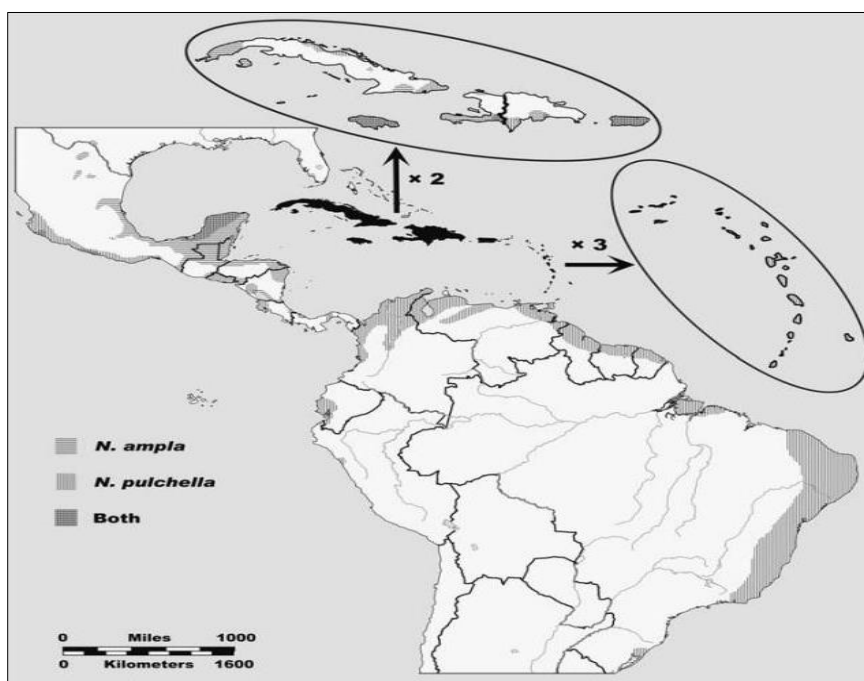 × 2
× 3
N. ampla
N. pulchella
Both
0 Miles 1000
0 Kilometers 1600